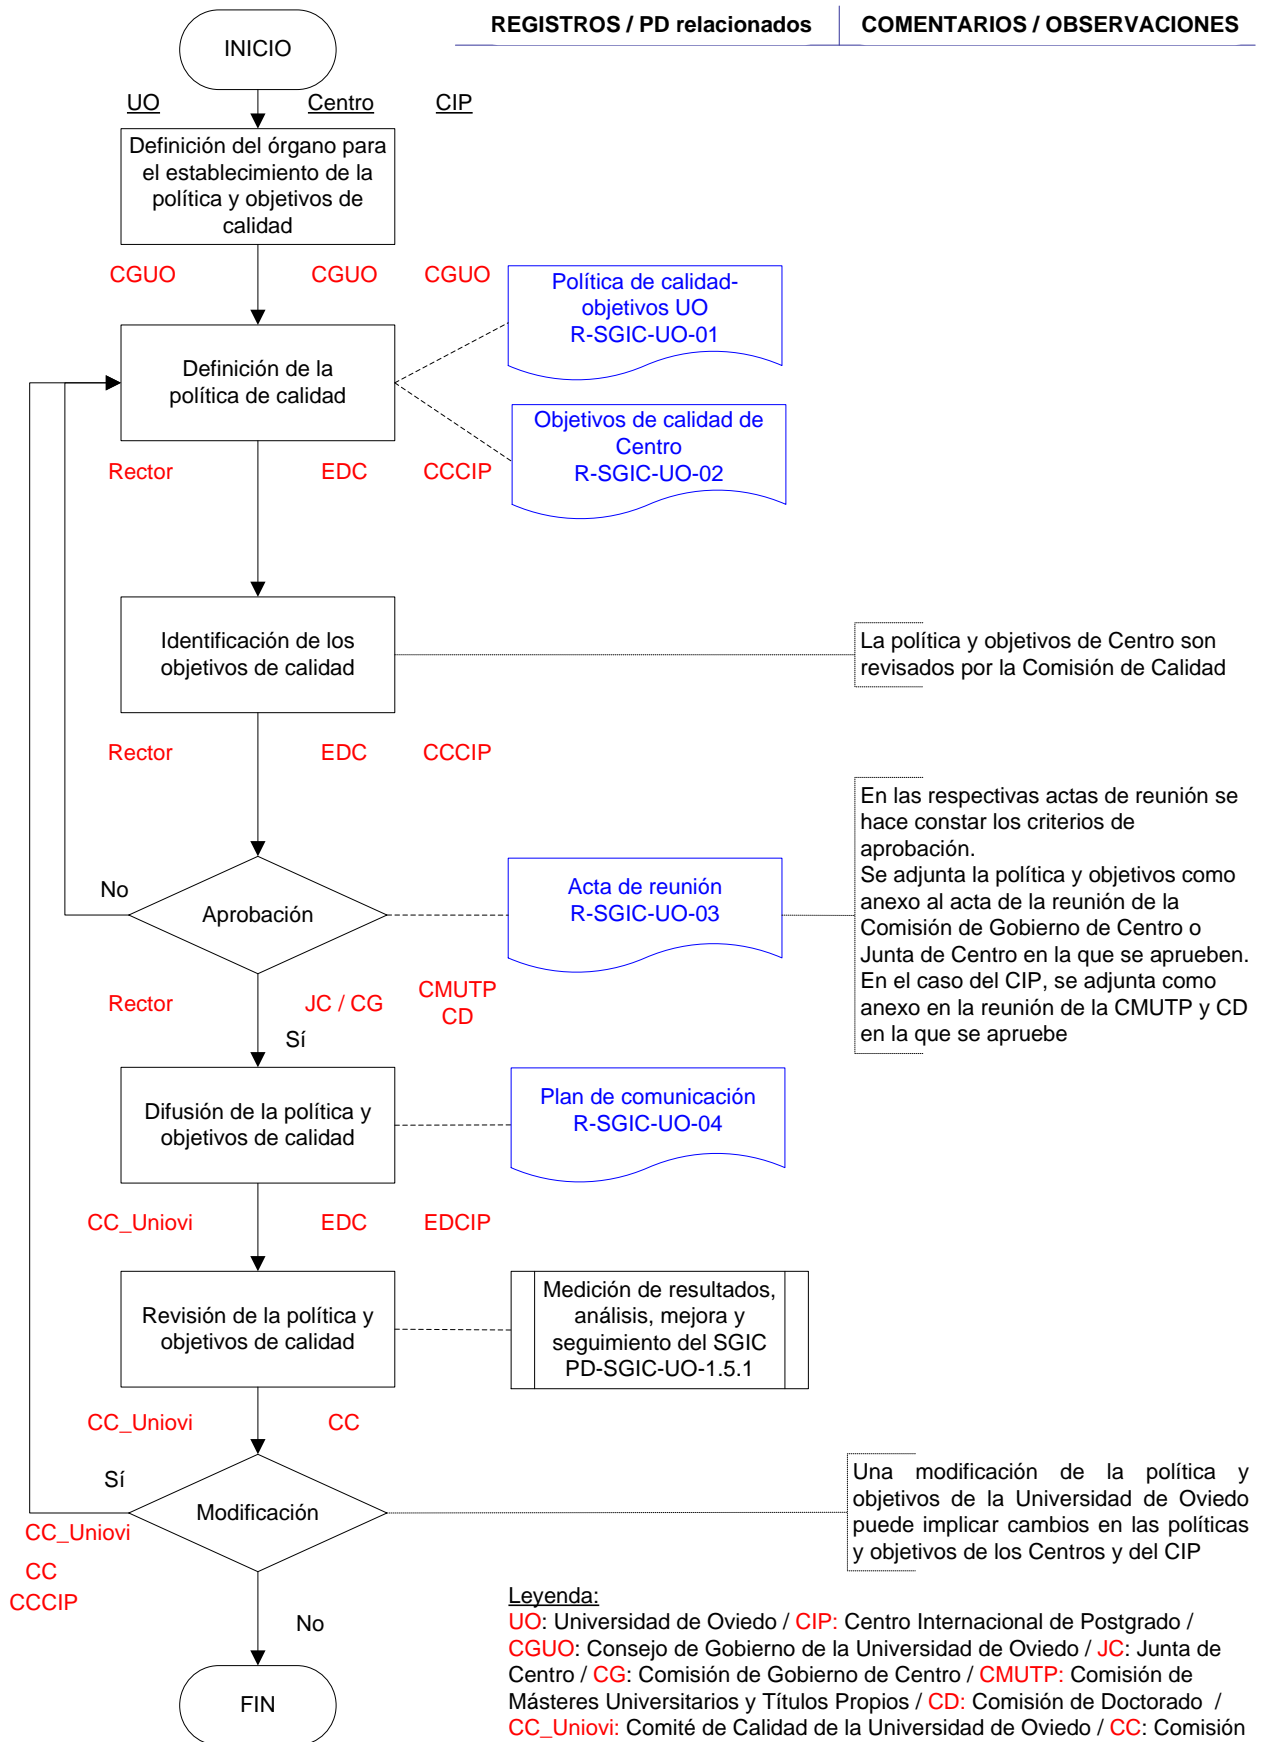 REGISTROS / PD relacionados
COMENTARIOS / OBSERVACIONES
INICIO
UO
Centro
CIP
Definición del órgano para
el establecimiento de la
política y objetivos de
calidad
CGUO
CGUO
CGUO
Política de calidad-
objetivos UO
R-SGIC-UO-01
Definición de la
política de calidad
Objetivos de calidad de
Centro
R-SGIC-UO-02
Rector
EDC
CCCIP
Identificación de los
objetivos de calidad
La política y objetivos de Centro son
revisados por la Comisión de Calidad
Rector
EDC
CCCIP
En las respectivas actas de reunión se
hace constar los criterios de
aprobación.
Se adjunta la política y objetivos como
anexo al acta de la reunión de la
Comisión de Gobierno de Centro o
Junta de Centro en la que se aprueben.
En el caso del CIP, se adjunta como
anexo en la reunión de la CMUTP y CD
en la que se apruebe
No
Aprobación
Acta de reunión
R-SGIC-UO-03
Rector
JC / CG
CMUTP
CD
Sí
Difusión de la política y
objetivos de calidad
Plan de comunicación
R-SGIC-UO-04
CC_Uniovi
EDC
EDCIP
Revisión de la política y
objetivos de calidad
Medición de resultados,
análisis, mejora y
seguimiento del SGIC
PD-SGIC-UO-1.5.1
CC_Uniovi
CC
Sí
Modificación
Una modificación de la política y
objetivos de la Universidad de Oviedo
puede implicar cambios en las políticas
y objetivos de los Centros y del CIP
CC_Uniovi
CC
CCCIP
No
FIN
Leyenda:
UO: Universidad de Oviedo / CIP: Centro Internacional de Postgrado /
CGUO: Consejo de Gobierno de la Universidad de Oviedo / JC: Junta de
Centro / CG: Comisión de Gobierno de Centro / CMUTP: Comisión de
Másteres Universitarios y Títulos Propios / CD: Comisión de Doctorado /
CC_Uniovi: Comité de Calidad de la Universidad de Oviedo / CC: Comisión